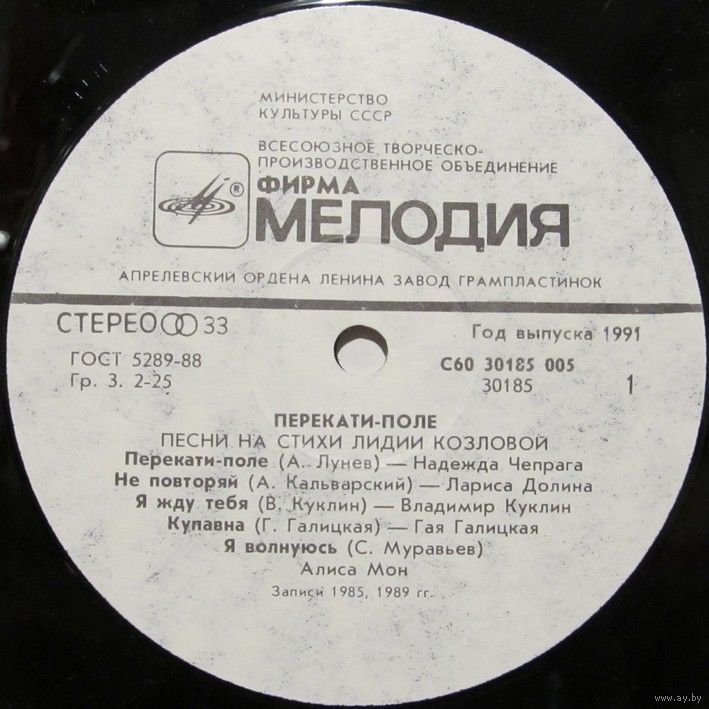 МИНИСТЕРСТВО
КУЛЬТУРЫ СССР
ВСЕСОЮЗНОЕ ТВОРЧЕСКО-
ПРОИЗВОДСТВЕННОЕ ОБЪЕДИНЕНИЕ
®
ФИРМА
МЕЛОДИЯ
АПРЕЛЕВСКИЙ ОРДЕНА ЛЕНИНА ЗАВОД ГРАМПЛАСТИНОК
СТЕРЕО 33
Год выпуска 1991
ГОСТ 5289-88
С60 30185 005
Гр. 3. 2-25
30185
1
ПЕРЕКАТИ-ПОЛЕ
ПЕСНИ НА СТИХИ ЛИДИИ КОЗЛОВОЙ
Перекати-поле (А. Лунев) — Надежда Чепрага
Не повторяй (А. Кальварский) — Лариса Долина
Я жду тебя (В. Куклин) — Владимир Куклин
Купавна (Г. Галицкая) — Гая Галицкая
Я волнуюсь (С. Муравьев)
Алиса Мон
Записи 1985, 1989 гг.
www.ay.by